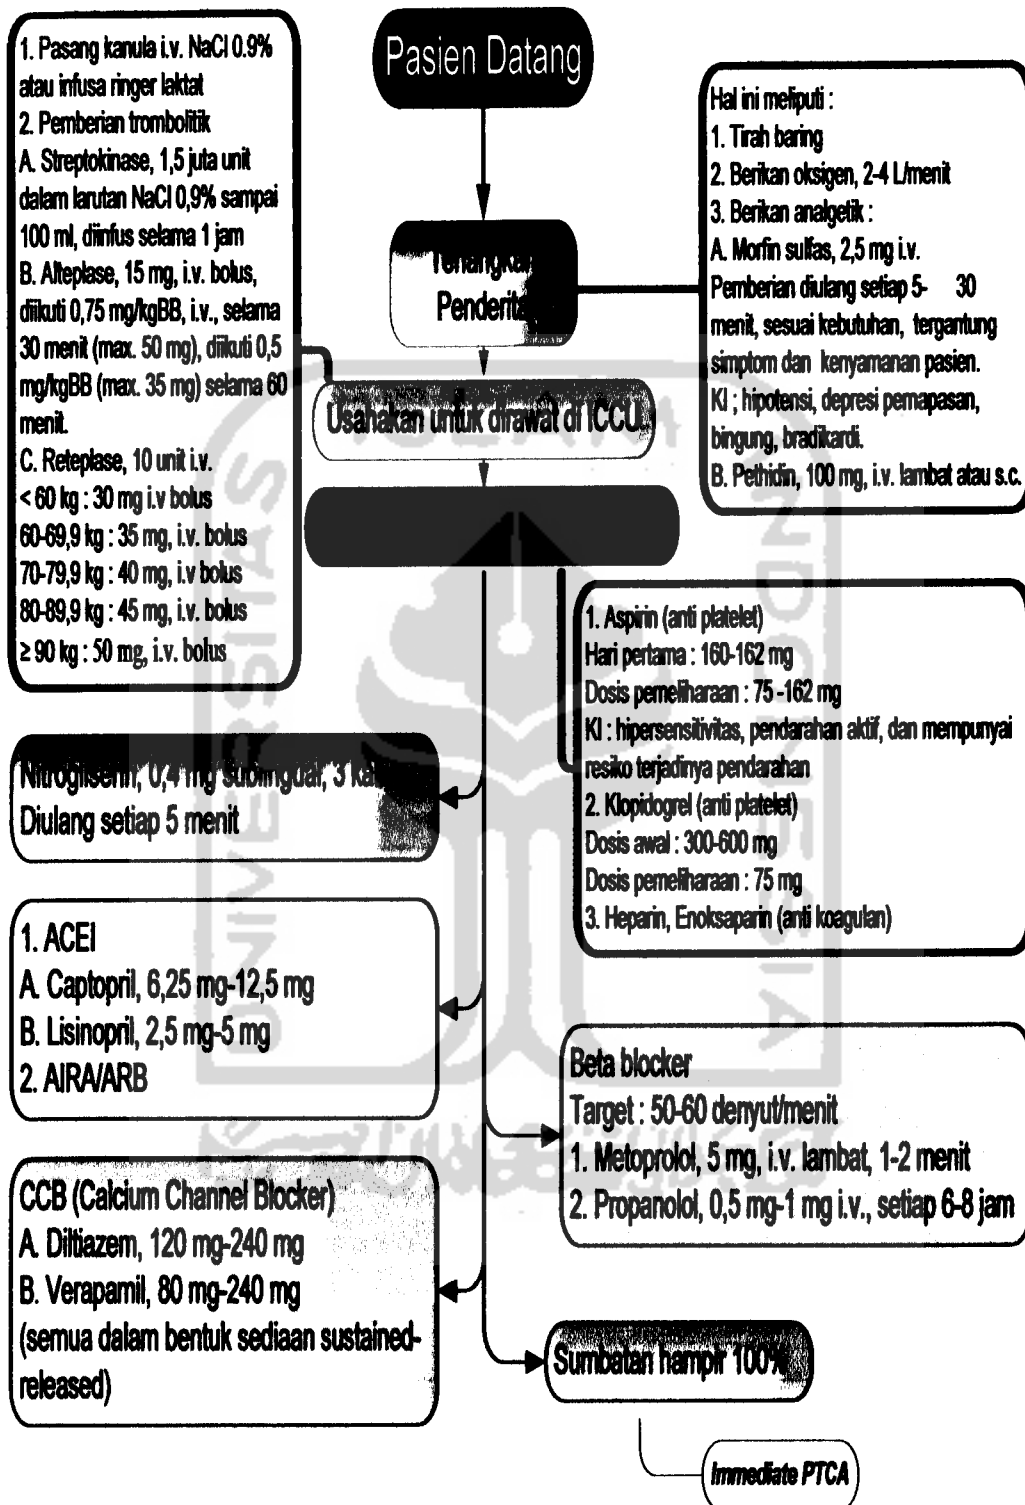 Pasien Datang
1. Pasang kanula i.v. NaCl 0.9%
atau infusa ringer laktat
2. Pemberian trombolitik
A. Streptokinase, 1,5 juta unit
dalam larutan NaCl 0,9% sampai
100 ml, diinfus selama 1 jam
B. Alteplase, 15 mg, i.v. bolus,
diikuti 0,75 mg/kgBB, i.v., selama
30 menit (max. 50 mg), diikuti 0,5
mg/kgBB (max. 35 mg) selama 60
menit.
C. Reteplase, 10 unit i.v.
< 60 kg : 30 mg i.v bolus
60-69,9 kg : 35 mg, i.v. bolus
70-79,9 kg : 40 mg, i.v bolus
80-89,9 kg : 45 mg, i.v. bolus
≥ 90 kg : 50 mg, i.v. bolus
Hal ini meliputi :
1. Tirah baring
2. Berikan oksigen, 2-4 L/menit
3. Berikan analgetik :
A. Morfin sulfas, 2,5 mg i.v.
Pemberian diulang setiap 5- 30
menit, sesuai kebutuhan, tergantung
simptom dan kenyamanan pasien.
KI ; hipotensi, depresi pernapasan,
bingung, bradikardi.
B. Pethidin, 100 mg, i.v. lambat atau s.c.
Tenangkan
Penderita
Usahakan untuk dirawat di ICCU.
1. Aspirin (anti platelet)
Hari pertama : 160-162 mg
Dosis pemeliharaan : 75 -162 mg
KI : hipersensitivitas, pendarahan aktif, dan mempunyai
resiko terjadinya pendarahan
2. Klopidogrel (anti platelet)
Dosis awal : 300-600 mg
Dosis pemeliharaan : 75 mg
3. Heparin, Enoksaparin (anti koagulan)
Nitrogliserin, 0,4 mg sublingual, 3 kali
Diulang setiap 5 menit
1. ACEI
A. Captopril, 6,25 mg-12,5 mg
B. Lisinopril, 2,5 mg-5 mg
2. AIRA/ARB
Beta blocker
Target : 50-60 denyut/menit
1. Metoprolol, 5 mg, i.v. lambat, 1-2 menit
2. Propanolol, 0,5 mg-1 mg i.v., setiap 6-8 jam
CCB (Calcium Channel Blocker)
A. Diltiazem, 120 mg-240 mg
B. Verapamil, 80 mg-240 mg
(semua dalam bentuk sediaan sustained-
released)
Sumbatan hampir 100%
Immediate PTCA
UNIVERSITAS
ISLAM
INDONESIA